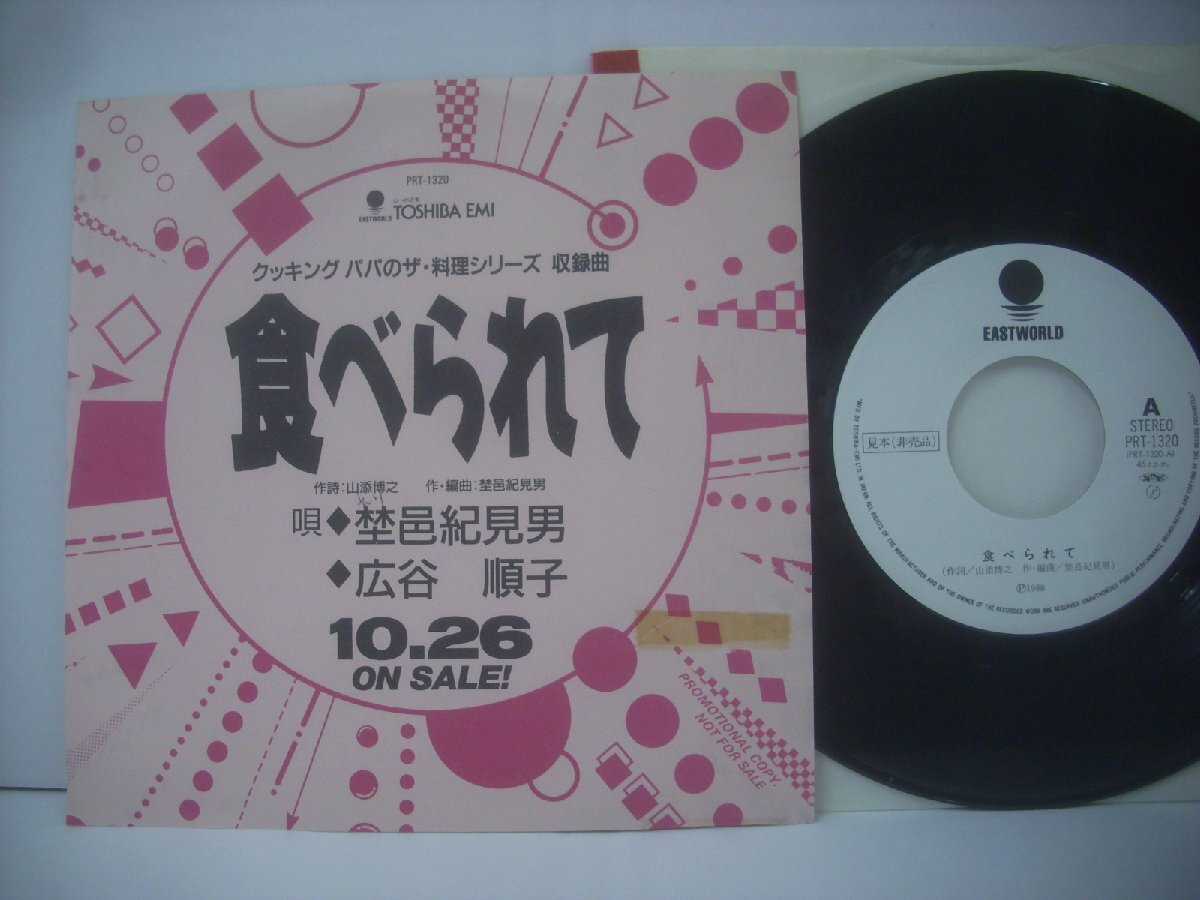 PRT-1320
EASTWORLD
TOSHIBA EMI
クッキング パパのザ・料理シリーズ 収録曲
食べられて
作詩:山添博之 作・編曲:埜邑紀見男
唄◆埜邑紀見男
◆広谷 順子
10.26
ON SALE!
PROMOTIONAL COPY,
NOT FOR SALE
EASTWORLD
A
STEREO
PRT-1320
(PRT-1320-A)
45 r.p.m.
見本(非売品)
食べられて
(作詞/山添博之 作・編曲/埜邑紀見男)
Ⓟ1988